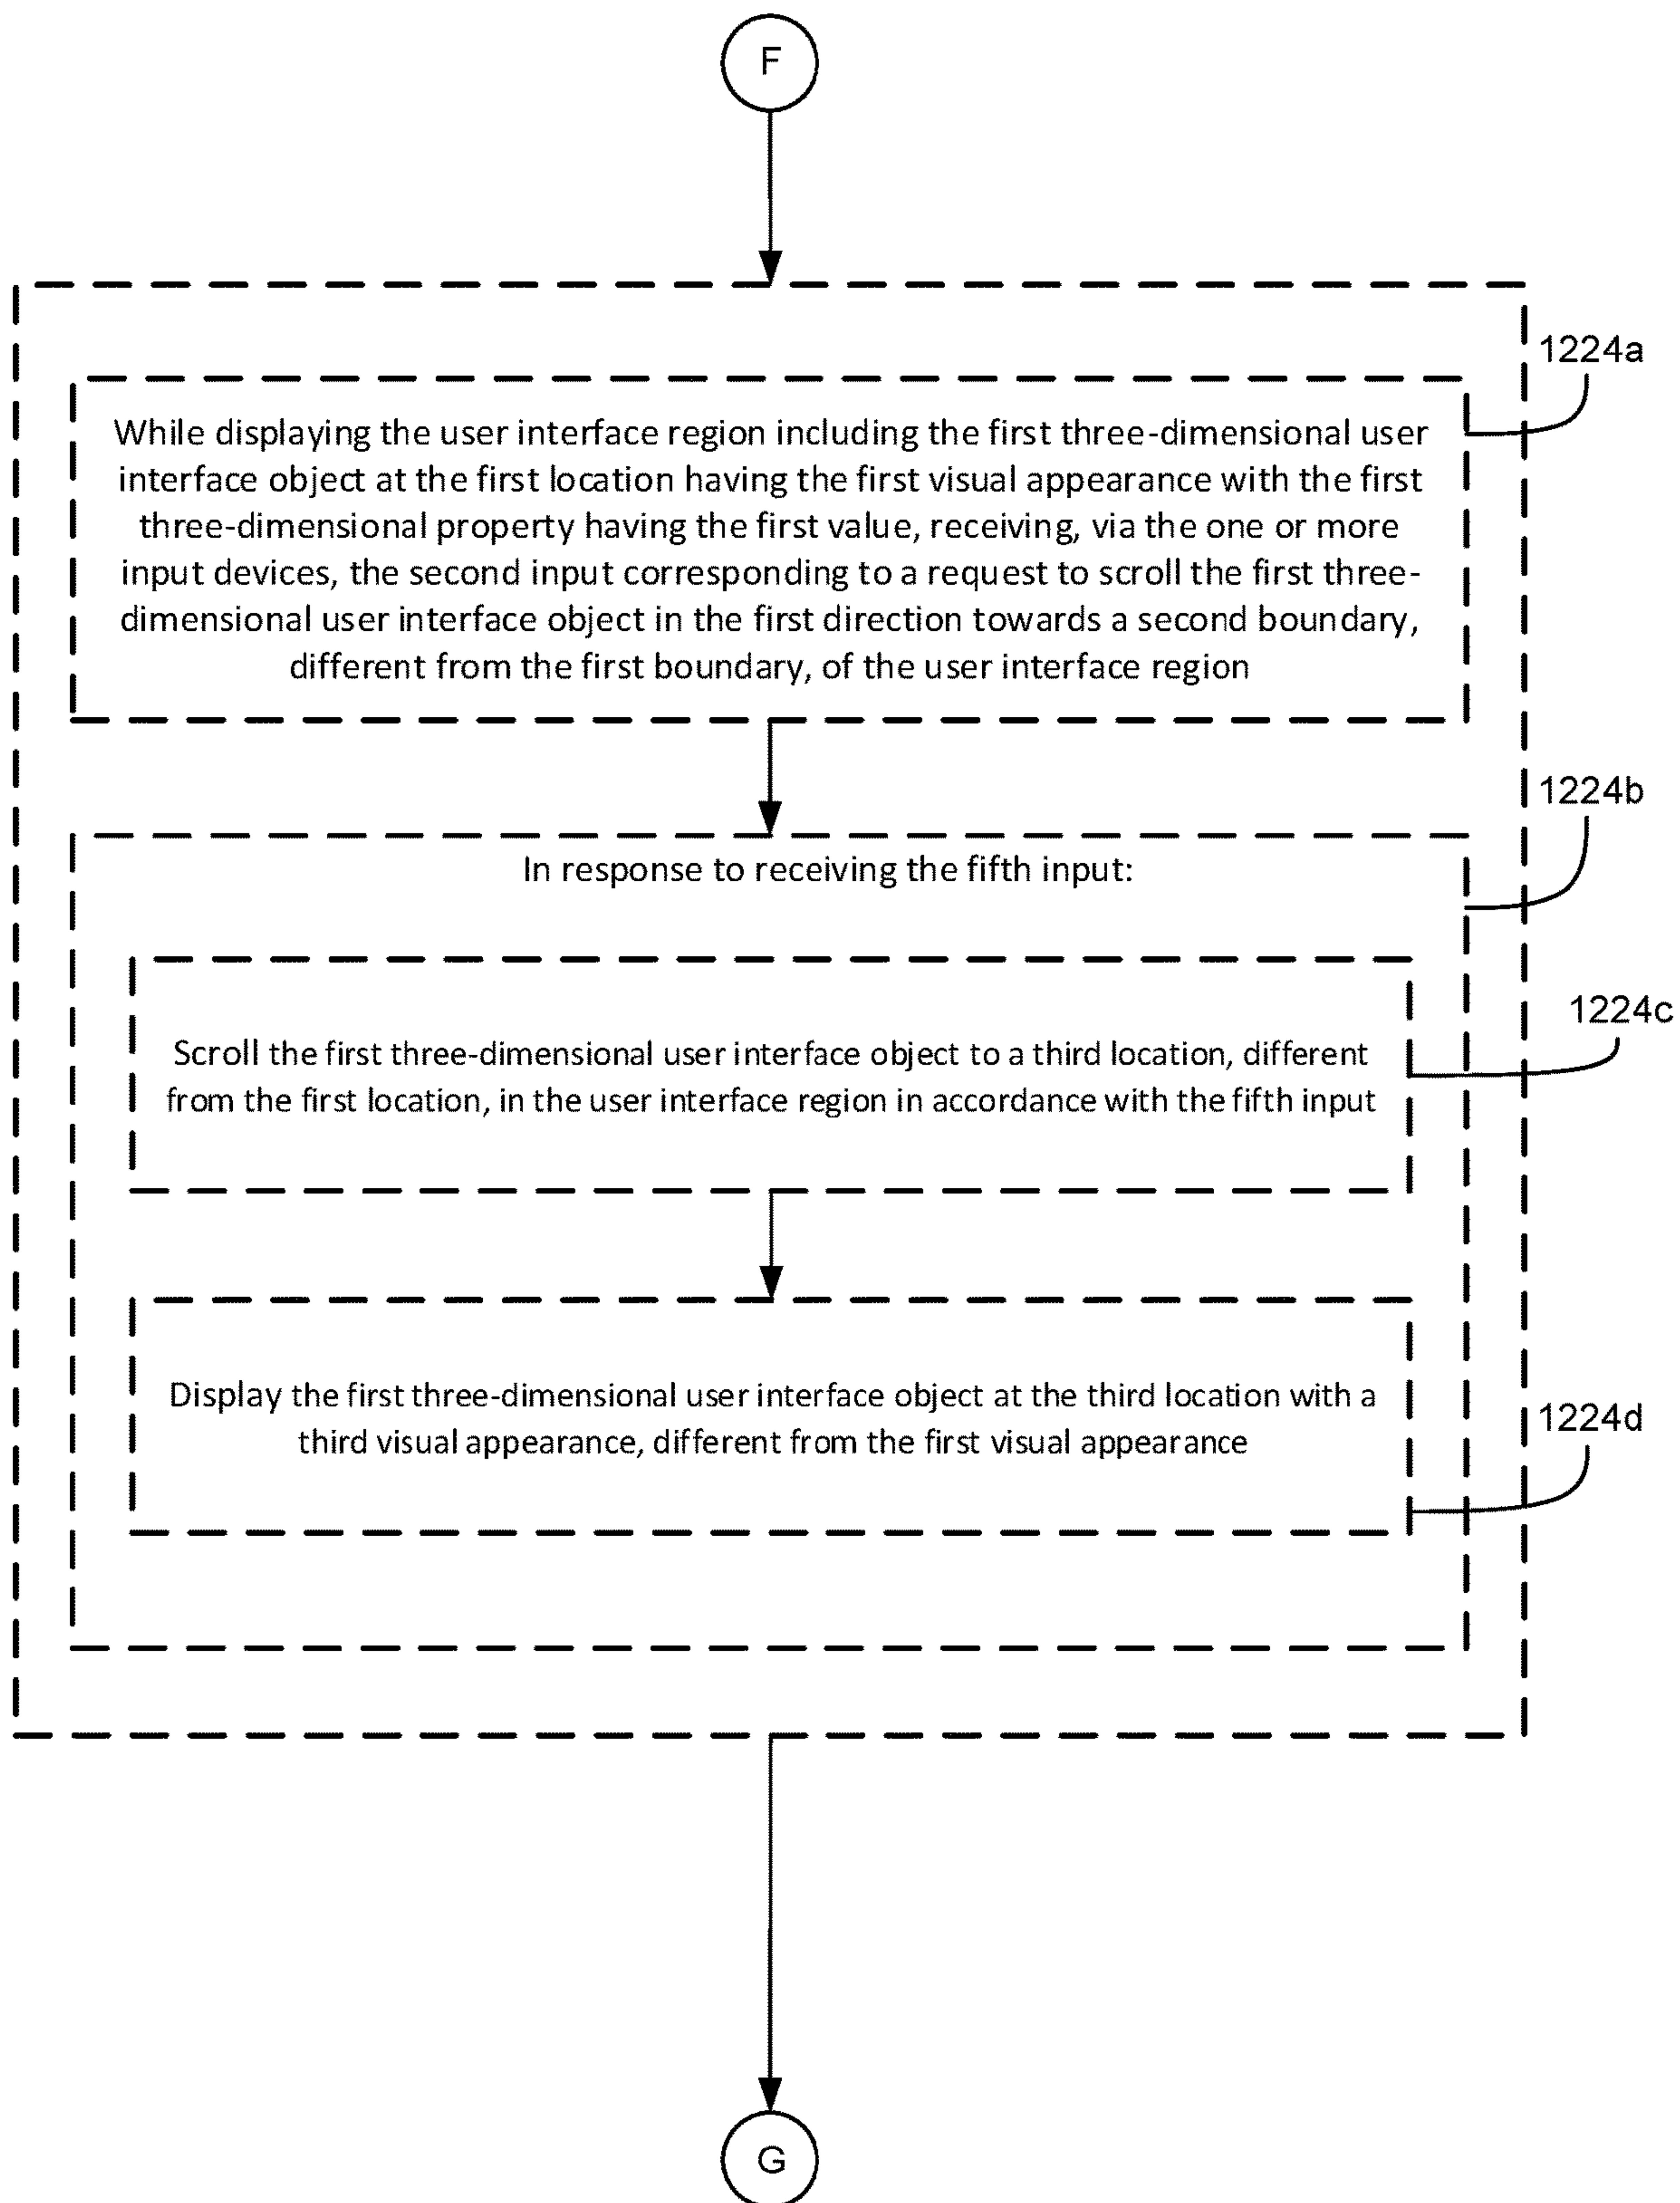 F
1224a
While displaying the user interface region including the first three-dimensional user
interface object at the first location having the first visual appearance with the first
three-dimensional property having the first value, receiving, via the one or more
input devices, the second input corresponding to a request to scroll the first three-
dimensional user interface object in the first direction towards a second boundary,
different from the first boundary, of the user interface region
1224b
In response to receiving the fifth input:
1224c
Scroll the first three-dimensional user interface object to a third location, different
from the first location, in the user interface region in accordance with the fifth input
Display the first three-dimensional user interface object at the third location with a
third visual appearance, different from the first visual appearance
1224d
G